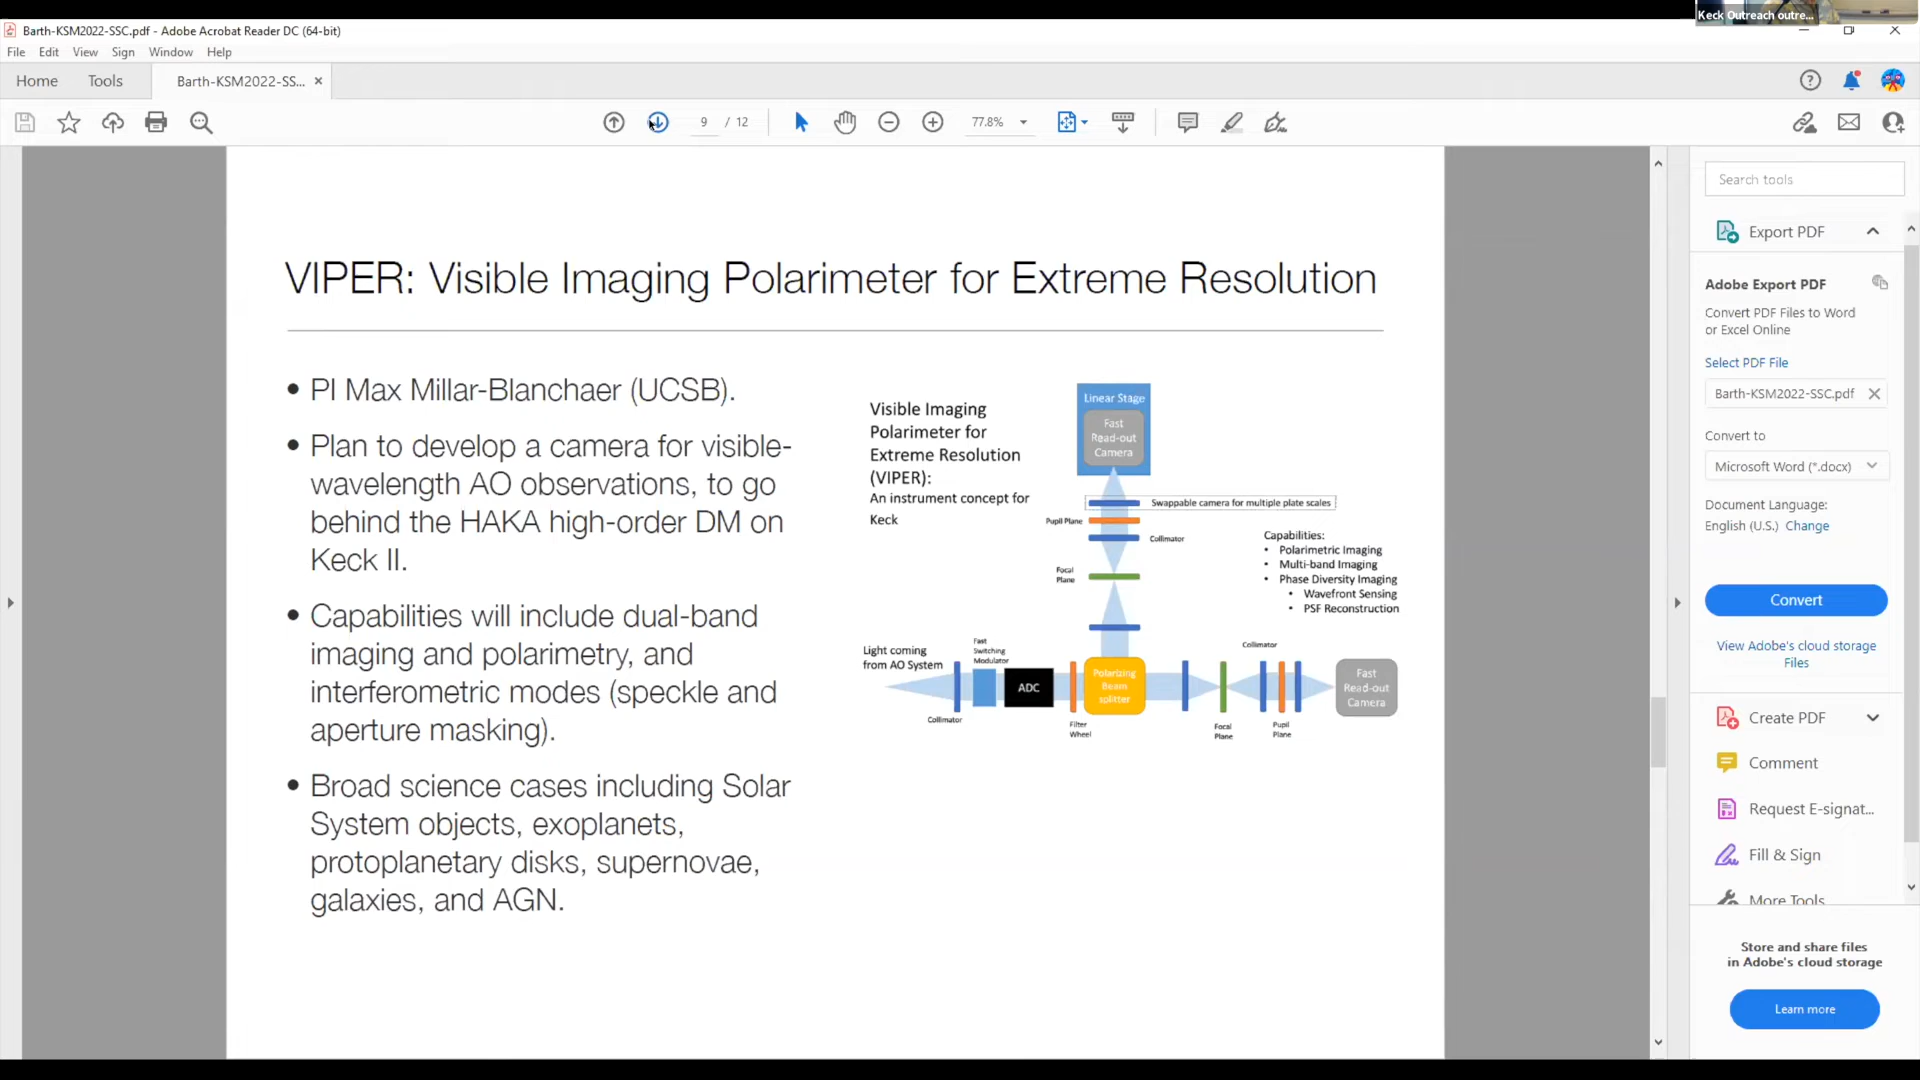 Keck Outreach outre...
Barth-KSM2022-SSC.pdf - Adobe Acrobat Reader DC (64-bit)
File Edit View Sign Window Help
Home Tools Barth-KSM2022-SS... ×
9 / 12 77.8%
VIPER: Visible Imaging Polarimeter for Extreme Resolution
• PI Max Millar-Blanchaer (UCSB).
• Plan to develop a camera for visible-
wavelength AO observations, to go
behind the HAKA high-order DM on
Keck II.
• Capabilities will include dual-band
imaging and polarimetry, and
interferometric modes (speckle and
aperture masking).
• Broad science cases including Solar
System objects, exoplanets,
protoplanetary disks, supernovae,
galaxies, and AGN.
Visible Imaging
Polarimeter for
Extreme Resolution
(VIPER):
An instrument concept for
Keck
Linear Stage
Fast
Read-out
Camera
Swappable camera for multiple plate scales
Pupil Plane
Collimator
Focal
Plane
Capabilities:
• Polarimetric Imaging
• Multi-band Imaging
• Phase Diversity Imaging
• Wavefront Sensing
• PSF Reconstruction
Light coming
from AO System
Collimator
Fast
Switching
Modulator
ADC
Filter
Wheel
Polarizing
Beam
splitter
Focal
Plane
Collimator
Pupil
Plane
Fast
Read-out
Camera
Search tools
Export PDF
Adobe Export PDF
Convert PDF Files to Word
or Excel Online
Select PDF File
Barth-KSM2022-SSC.pdf
Convert to
Microsoft Word (*.docx)
Document Language:
English (U.S.) Change
Convert
View Adobe's cloud storage
Files
Create PDF
Comment
Request E-signat...
Fill & Sign
More Tools
Store and share files
in Adobe's cloud storage
Learn more